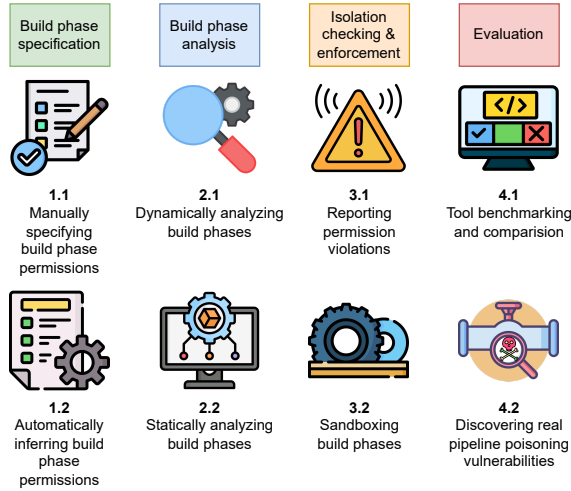 Build phase
specification
Build phase
analysis
Isolation
checking &
enforcement
Evaluation
</>
1.1
Manually
specifying
build phase
permissions
2.1
Dynamically analyzing
build phases
3.1
Reporting
permission
violations
4.1
Tool benchmarking
and comparision
1.2
Automatically
inferring build
phase
permissions
2.2
Statically analyzing
build phases
3.2
Sandboxing
build phases
4.2
Discovering real
pipeline poisoning
vulnerabilities